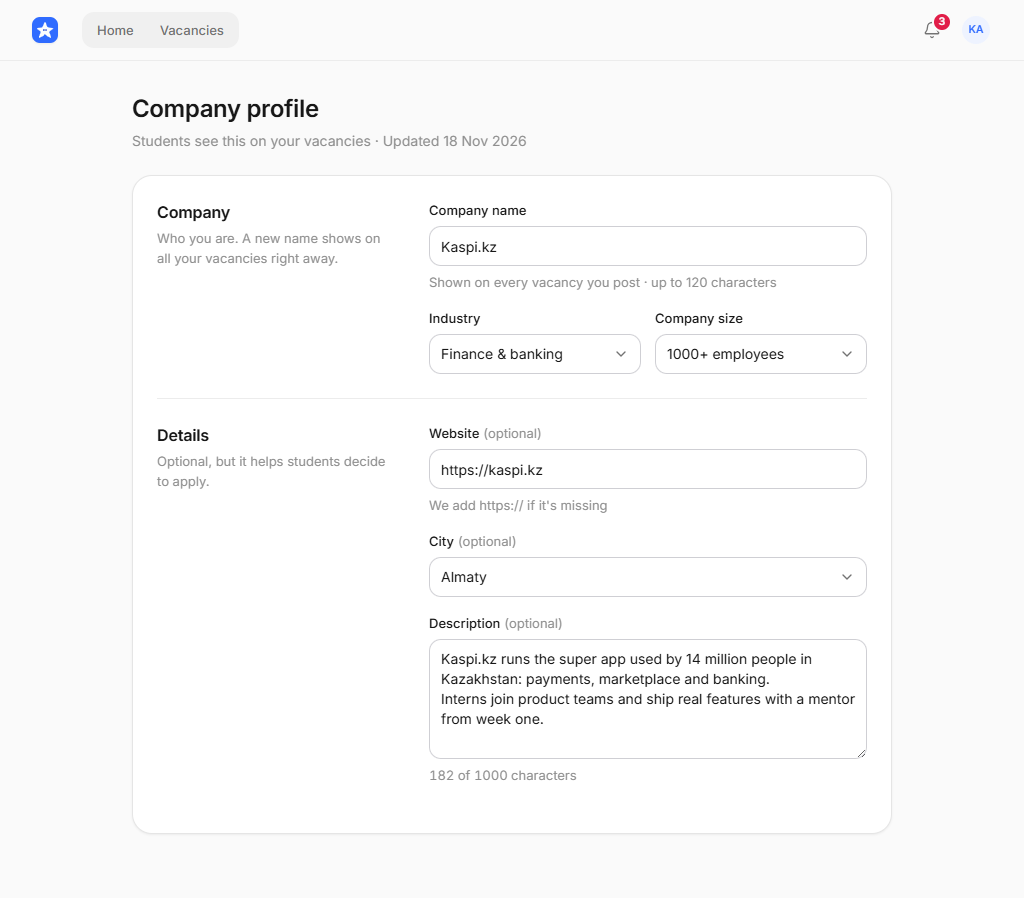 Home
Vacancies
3
KA
Company profile
Students see this on your vacancies · Updated 18 Nov 2026
Company
Who you are. A new name shows on
all your vacancies right away.
Company name
Kaspi.kz
Shown on every vacancy you post · up to 120 characters
Industry
Company size
Finance & banking
1000+ employees
Details
Optional, but it helps students decide
to apply.
Website (optional)
https://kaspi.kz
We add https:// if it's missing
City (optional)
Almaty
Description (optional)
Kaspi.kz runs the super app used by 14 million people in
Kazakhstan: payments, marketplace and banking.
Interns join product teams and ship real features with a mentor
from week one.
182 of 1000 characters